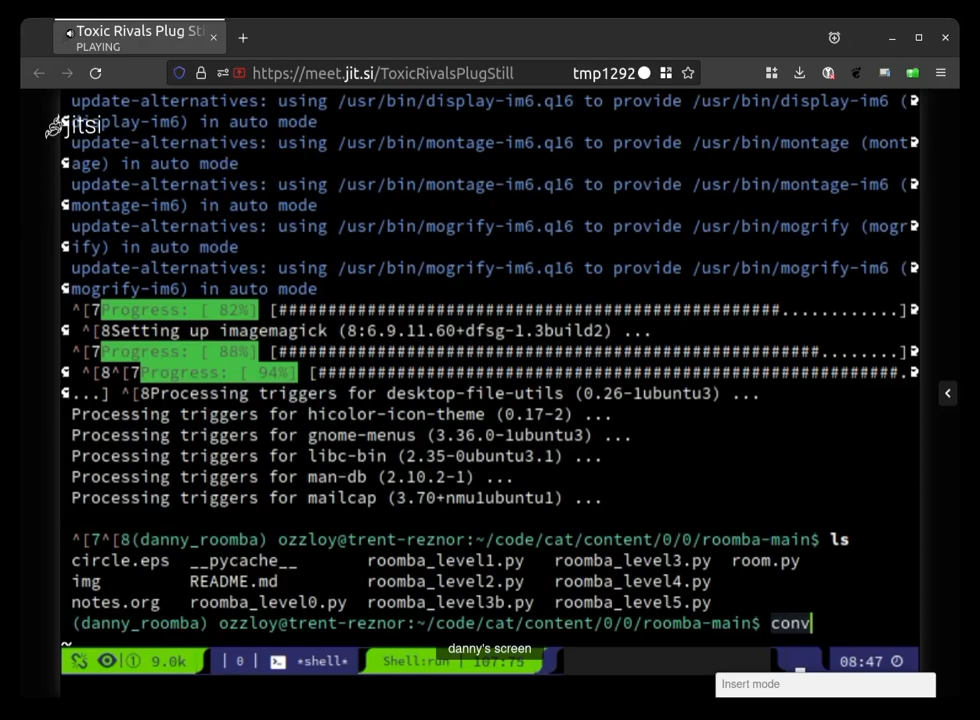 Toxic Rivals Plug Sti
PLAYING
https://meet.jit.si/ToxicRivalsPlugStill
tmp1292
update-alternatives: using /usr/bin/display-im6.q16 to provide /usr/bin/display-im6 (
display-im6) in auto mode
jitsi
update-alternatives: using /usr/bin/montage-im6.q16 to provide /usr/bin/montage (mont
age) in auto mode
update-alternatives: using /usr/bin/montage-im6.q16 to provide /usr/bin/montage-im6 (
montage-im6) in auto mode
update-alternatives: using /usr/bin/mogrify-im6.q16 to provide /usr/bin/mogrify (mogr
ify) in auto mode
update-alternatives: using /usr/bin/mogrify-im6.q16 to provide /usr/bin/mogrify-im6 (
mogrify-im6) in auto mode
^[7Progress: [ 82%] [###################################################............]
^[8Setting up imagemagick (8:6.9.11.60+dfsg-1.3build2) ...
^[7Progress: [ 88%] [#######################################################........]
^[8^[7Progress: [ 94%] [###########################################################.
...] ^[8Processing triggers for desktop-file-utils (0.26-1ubuntu3) ...
Processing triggers for hicolor-icon-theme (0.17-2) ...
Processing triggers for gnome-menus (3.36.0-1ubuntu3) ...
Processing triggers for libc-bin (2.35-0ubuntu3.1) ...
Processing triggers for man-db (2.10.2-1) ...
Processing triggers for mailcap (3.70+nmu1ubuntu1) ...
^[7^[8(danny_roomba) ozzloy@trent-reznor:~/code/cat/content/0/0/roomba-main$ ls
circle.eps __pycache__ roomba_level1.py roomba_level3.py room.py
img README.md roomba_level2.py roomba_level4.py
notes.org roomba_level0.py roomba_level3b.py roomba_level5.py
(danny_roomba) ozzloy@trent-reznor:~/code/cat/content/0/0/roomba-main$ conv
~
danny's screen
① 9.0k | 0 | *shell* Shell:run | 107:75 08:47
Insert mode